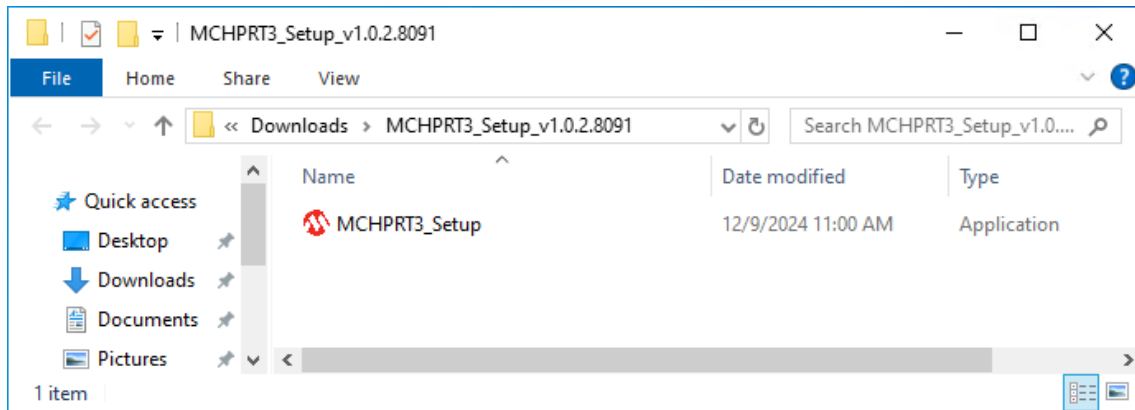 MCHPRT3_Setup_v1.0.2.8091
File Home Share View
« Downloads > MCHPRT3_Setup_v1.0.2.8091 Search MCHPRT3_Setup_v1.0....
Name Date modified Type
Quick access
MCHPRT3_Setup 12/9/2024 11:00 AM Application
Desktop
Downloads
Documents
Pictures
1 item